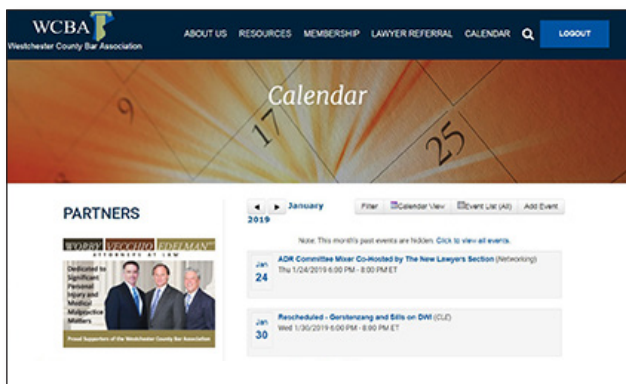 WCBA
Westchester County Bar Association
ABOUT US RESOURCES MEMBERSHIP LAWYER REFERRAL CALENDAR LOGOUT
Calendar
9
17
25
PARTNERS
WORBY VECCHIO EDELMAN
ATTORNEYS AT LAW
Dedicated to
Significant
Personal
Injury and
Medical
Malpractice
Matters
Proud Supporters of the Westchester County Bar Association
January
2019
Filter Calendar View Event List (All) Add Event
Note: This month's past events are hidden. Click to view all events.
Jan
24
ADR Committee Mixer Co-Hosted by The New Lawyers Section (Networking)
Thu 1/24/2019 6:00 PM - 8:00 PM ET
Jan
30
Rescheduled - Gerstenzang and Sills on DWI (CLE)
Wed 1/30/2019 6:00 PM - 8:00 PM ET